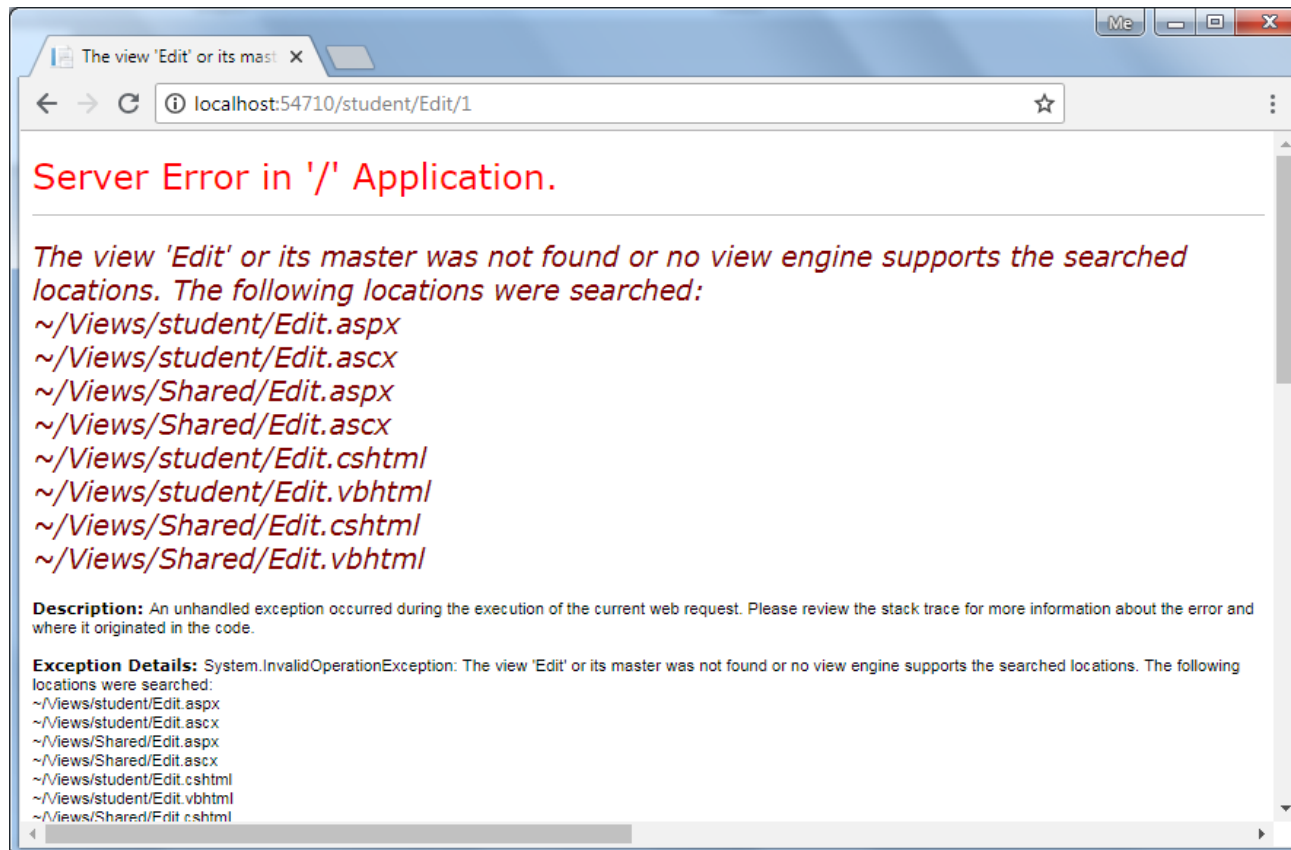 Me
The view 'Edit' or its mast
localhost:54710/student/Edit/1
Server Error in '/' Application.
The view 'Edit' or its master was not found or no view engine supports the searched
locations. The following locations were searched:
~/Views/student/Edit.aspx
~/Views/student/Edit.ascx
~/Views/Shared/Edit.aspx
~/Views/Shared/Edit.ascx
~/Views/student/Edit.cshtml
~/Views/student/Edit.vbhtml
~/Views/Shared/Edit.cshtml
~/Views/Shared/Edit.vbhtml
Description: An unhandled exception occurred during the execution of the current web request. Please review the stack trace for more information about the error and
where it originated in the code.
Exception Details: System.InvalidOperationException: The view 'Edit' or its master was not found or no view engine supports the searched locations. The following
locations were searched:
~/Views/student/Edit.aspx
~/Views/student/Edit.ascx
~/Views/Shared/Edit.aspx
~/Views/Shared/Edit.ascx
~/Views/student/Edit.cshtml
~/Views/student/Edit.vbhtml
~/Views/Shared/Edit.cshtml